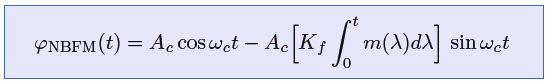 φ_NBFM(t) = A_c cos ω_c t − A_c [K_f ∫_0^t m(λ)dλ] sin ω_c t